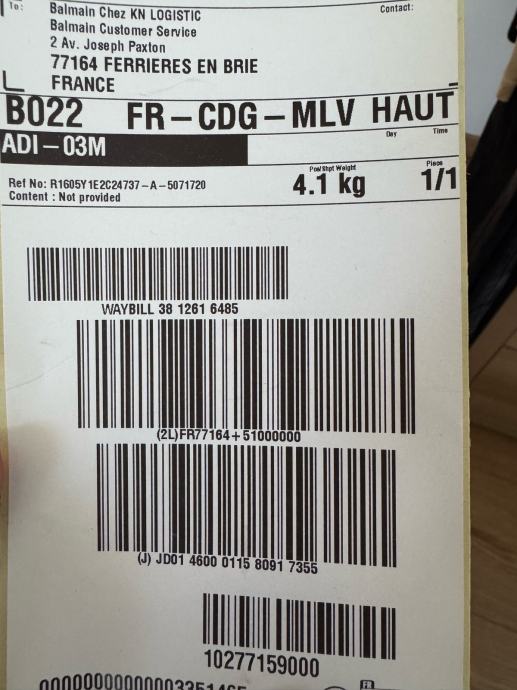 To:
Balmain Chez KN LOGISTIC
Contact:
Balmain Customer Service
2 Av. Joseph Paxton
77164 FERRIERES EN BRIE
FRANCE
B022 FR-CDG-MLV HAUT
ADI-03M
Day Time
Ref No: R1605Y1E2C24737-A-5071720
Content : Not provided
Pce/Shpt Weight
4.1 kg
Piece
1/1
WAYBILL 38 1261 6485
(2L)FR77164+51000000
(J) JD01 4600 0115 8091 7355
10277159000
FR